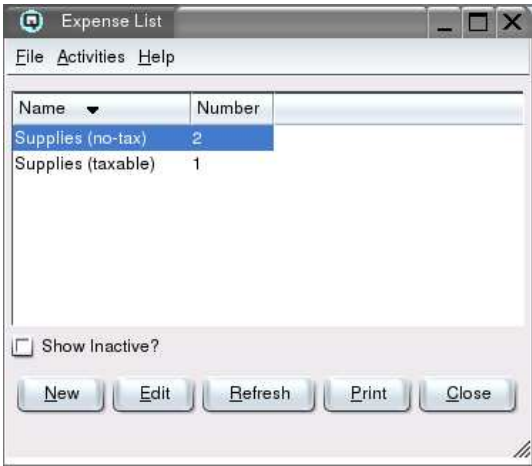 Expense List
File Activities Help
Name Number
Supplies (no-tax) 2
Supplies (taxable) 1
Show Inactive?
New Edit Refresh Print Close